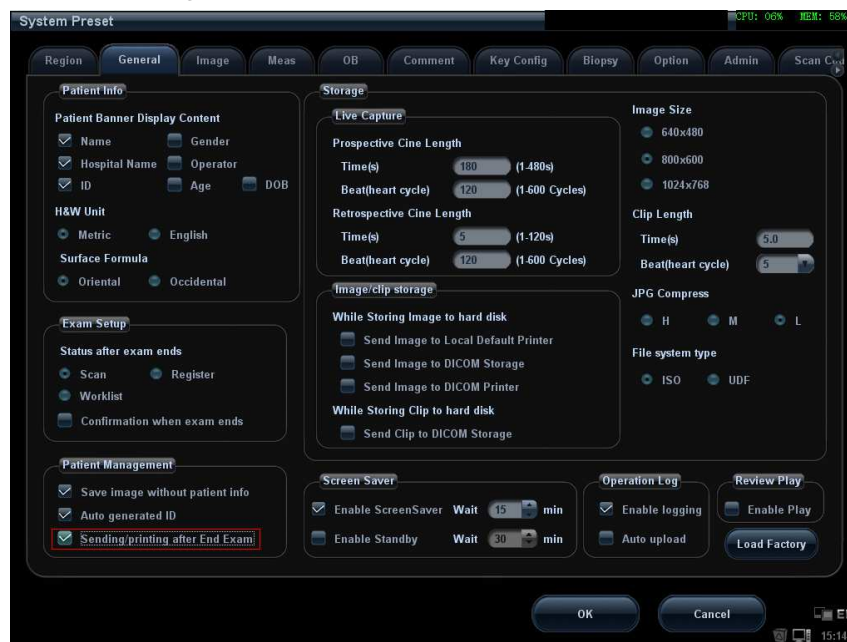 System Preset
CPU: 06% MEM: 58%
Region General Image Meas OB Comment Key Config Biopsy Option Admin Scan
Patient Info
Patient Banner Display Content
Name Gender
Hospital Name Operator
ID Age DOB
H&W Unit
Metric English
Surface Formula
Oriental Occidental
Exam Setup
Status after exam ends
Scan Register
Worklist
Confirmation when exam ends
Patient Management
Save image without patient info
Auto generated ID
Sending/printing after End Exam
Storage
Live Capture
Prospective Cine Length
Time(s) 180 (1-480s)
Beat(heart cycle) 120 (1-600 Cycles)
Retrospective Cine Length
Time(s) 5 (1-120s)
Beat(heart cycle) 120 (1-600 Cycles)
Image/clip storage
While Storing Image to hard disk
Send Image to Local Default Printer
Send Image to DICOM Storage
Send Image to DICOM Printer
While Storing Clip to hard disk
Send Clip to DICOM Storage
Image Size
640x480
800x600
1024x768
Clip Length
Time(s) 5.0
Beat(heart cycle) 5
JPG Compress
H M L
File system type
ISO UDF
Screen Saver
Enable ScreenSaver Wait 15 min
Enable Standby Wait 30 min
Operation Log
Enable logging
Auto upload
Review Play
Enable Play
Load Factory
OK Cancel
15:14